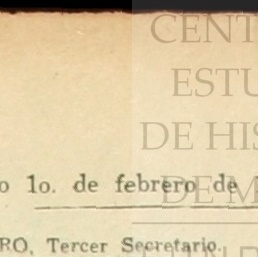 CENT
ESTU
DE HIS
o 1o. de febrero de
DE M
RO, Tercer Secretario.